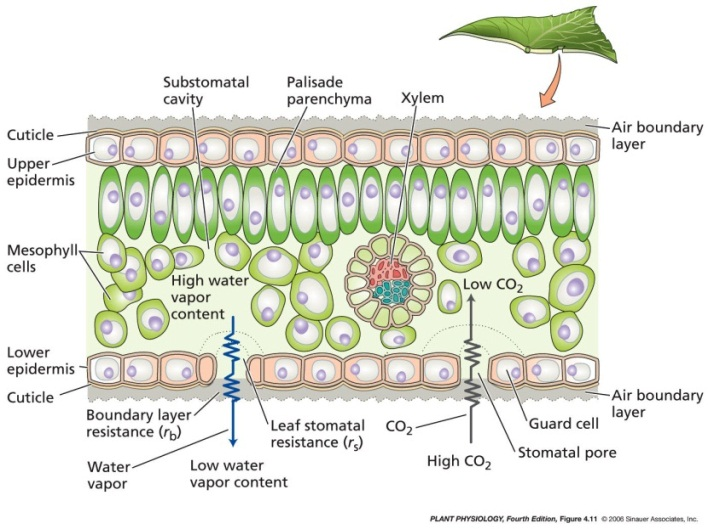 Substomatal
cavity
Palisade
parenchyma
Xylem
Cuticle
Air boundary
layer
Upper
epidermis
Mesophyll
cells
High water
vapor
content
Low CO₂
Lower
epidermis
Cuticle
Air boundary
layer
Boundary layer
resistance (rb)
Leaf stomatal
resistance (rs)
CO₂
Guard cell
Stomatal pore
Water
vapor
Low water
vapor content
High CO₂
PLANT PHYSIOLOGY, Fourth Edition, Figure 4.11 © 2006 Sinauer Associates, Inc.